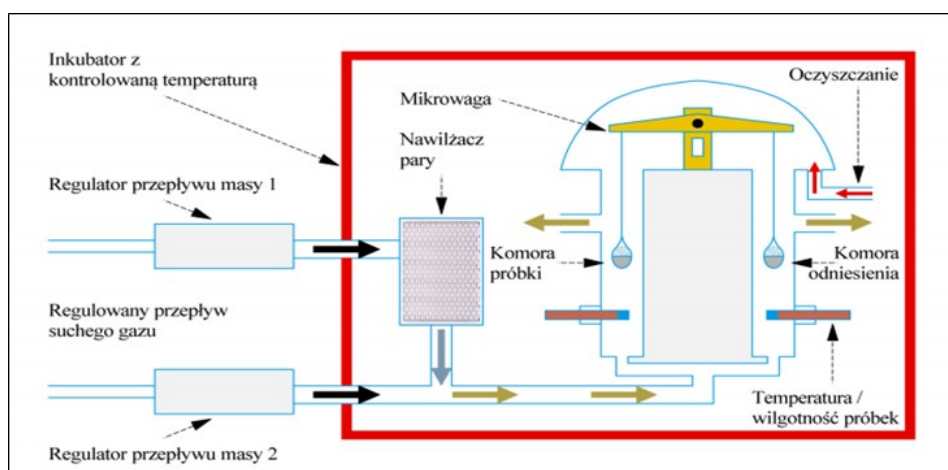 Inkubator z
kontrolowaną temperaturą
Oczyszczanie
Mikrowaga
Nawilżacz
pary
Regulator przepływu masy 1
Komora
próbki
Komora
odniesienia
Regulowany przepływ
suchego gazu
Temperatura /
wilgotność próbek
Regulator przepływu masy 2